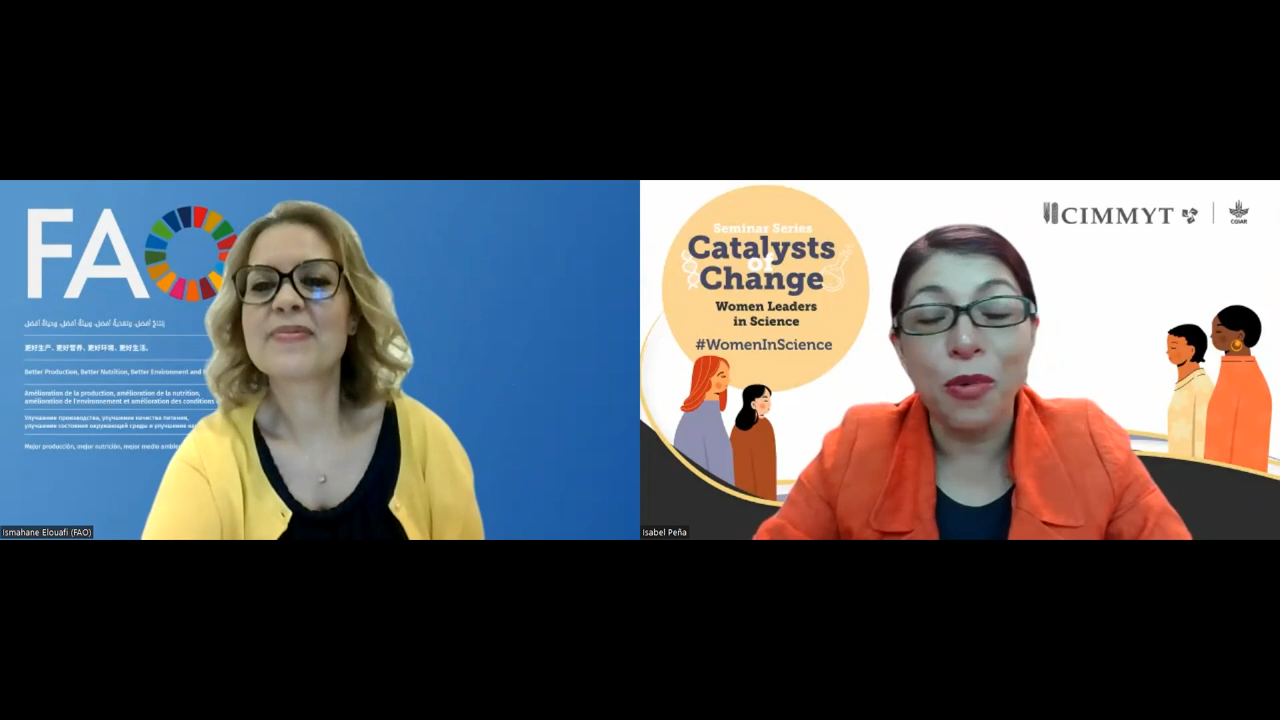 FAO
إنتاج أفضل، وتغذية أفضل، وبيئة أفضل، وحياة أفضل
更好生产、更好营养、更好环境、更好生活。
Better Production, Better Nutrition, Better Environment and
Amélioration de la production, amélioration de la nutrition,
amélioration de l'environnement et amélioration des conditions
Улучшение производства, улучшение качества питания,
улучшение состояния окружающей среды и улучшение
Mejor producción, mejor nutrición, mejor medio
Ismahane Elouafi (FAO)
Seminar Series
Catalysts
of
Change
Women Leaders
in Science
#WomenInScience
CIMMYT
CGIAR
Isabel Peña